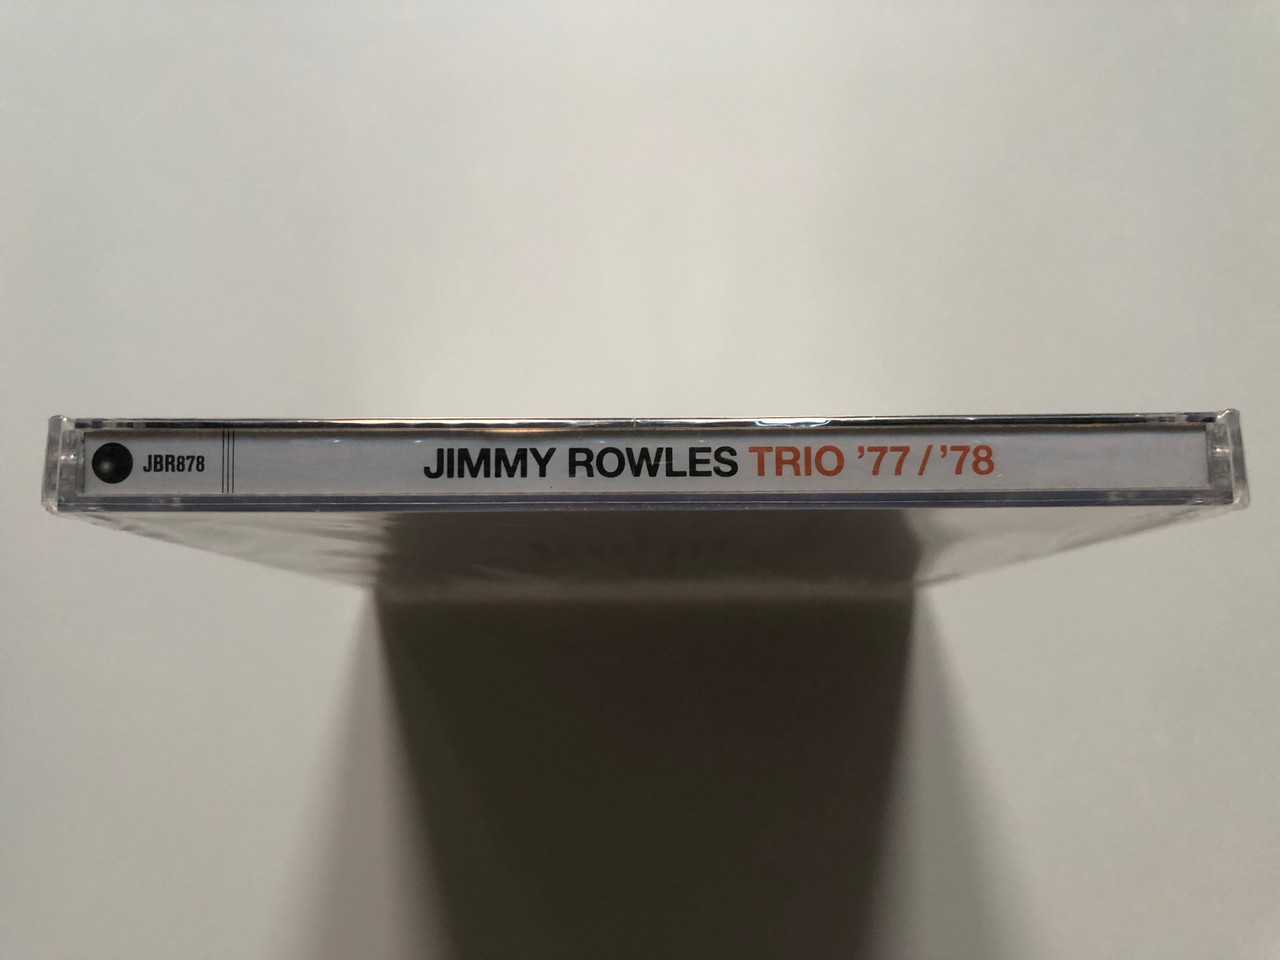 JBR878
JIMMY ROWLES TRIO ’77 / ’78